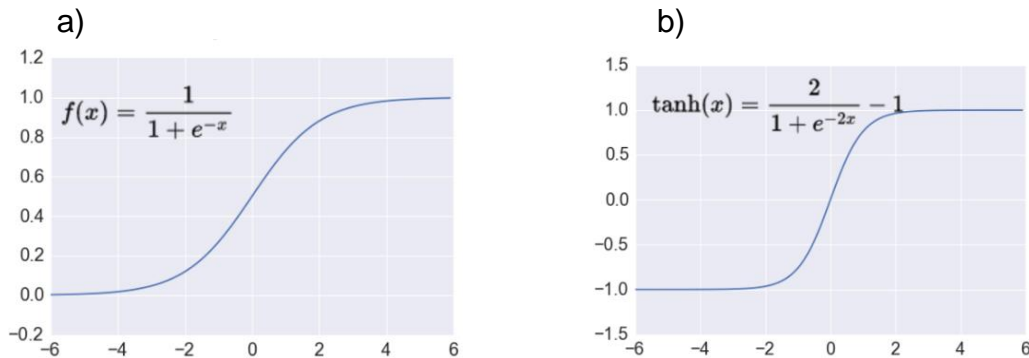 a)
b)
1.2
1.0
0.8
0.6
0.4
0.2
0.0
−0.2
f(x) = 1 / (1 + e^{−x})
−6 −4 −2 0 2 4 6
1.5
1.0
0.5
0.0
−0.5
−1.0
−1.5
tanh(x) = 2 / (1 + e^{−2x}) − 1
−6 −4 −2 0 2 4 6